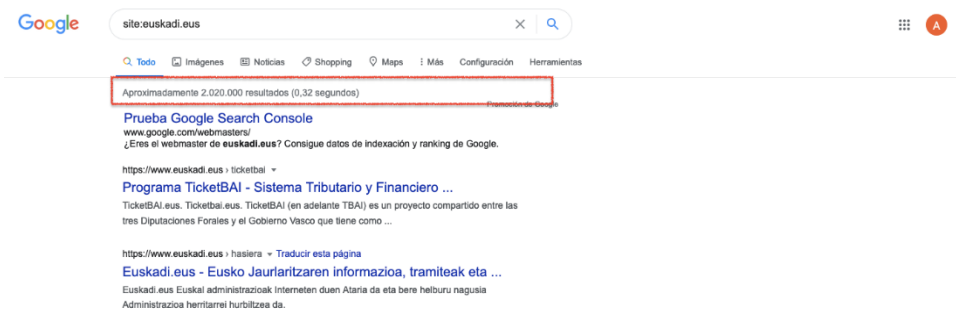 Google
site:euskadi.eus
A
Todo Imágenes Noticias Shopping Maps Más Configuración Herramientas
Aproximadamente 2.020.000 resultados (0,32 segundos)
Promoción de Google
Prueba Google Search Console
www.google.com/webmasters/
¿Eres el webmaster de euskadi.eus? Consigue datos de indexación y ranking de Google.
https://www.euskadi.eus › ticketbai
Programa TicketBAI - Sistema Tributario y Financiero ...
TicketBAI.eus. Ticketbai.eus. TicketBAI (en adelante TBAI) es un proyecto compartido entre las
tres Diputaciones Forales y el Gobierno Vasco que tiene como ...
https://www.euskadi.eus › hasiera Traducir esta página
Euskadi.eus - Eusko Jaurlaritzaren informazioa, tramiteak eta ...
Euskadi.eus Euskal administrazioak Interneten duen Ataria da eta bere helburu nagusia
Administrazioa herritarrei hurbiltzea da.